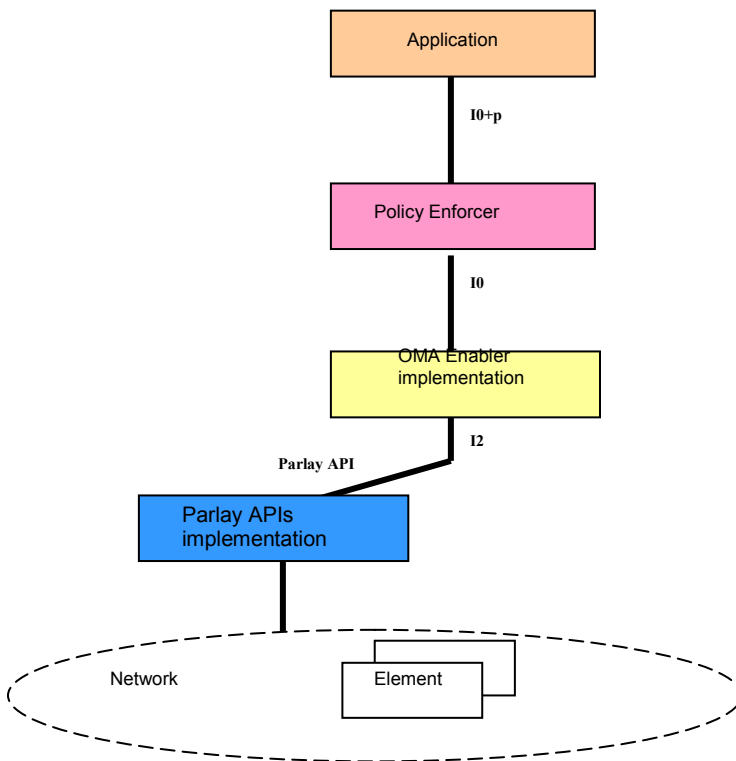 Application
I0+p
Policy Enforcer
I0
OMA Enabler
implementation
I2
Parlay API
Parlay APIs
implementation
Network
Element